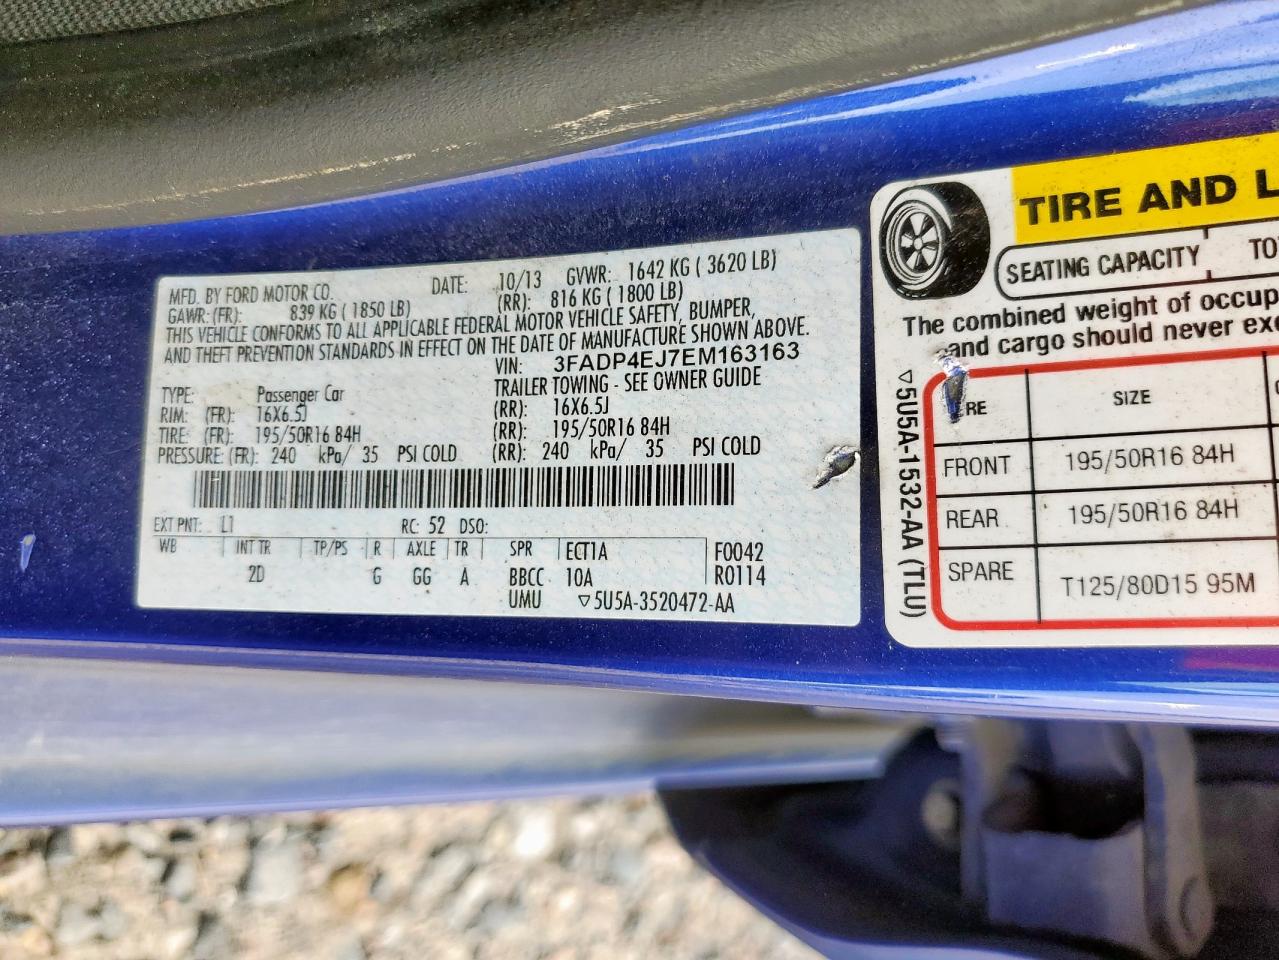 MFD. BY FORD MOTOR CO. DATE: 10/13 GVWR: 1642 KG ( 3620 LB)
GAWR: (FR): 839 KG ( 1850 LB) (RR): 816 KG ( 1800 LB)
THIS VEHICLE CONFORMS TO ALL APPLICABLE FEDERAL MOTOR VEHICLE SAFETY, BUMPER,
AND THEFT PREVENTION STANDARDS IN EFFECT ON THE DATE OF MANUFACTURE SHOWN ABOVE.
VIN: 3FADP4EJ7EM163163
TYPE: Passenger Car TRAILER TOWING - SEE OWNER GUIDE
RIM: (FR): 16X6.5J (RR): 16X6.5J
TIRE: (FR): 195/50R16 84H (RR): 195/50R16 84H
PRESSURE: (FR): 240 kPa/ 35 PSI COLD (RR): 240 kPa/ 35 PSI COLD
EXT PNT: L1 RC: 52 DSO:
WB INT TR TP/PS R AXLE TR SPR ECT1A F0042
2D G GG A BBCC 10A R0114
UMU ▽5U5A-3520472-AA
TIRE AND L
SEATING CAPACITY TO
The combined weight of occup
and cargo should never exc
▽5U5A-1532-AA (TLU)
RE SIZE C
FRONT 195/50R16 84H
REAR 195/50R16 84H
SPARE T125/80D15 95M